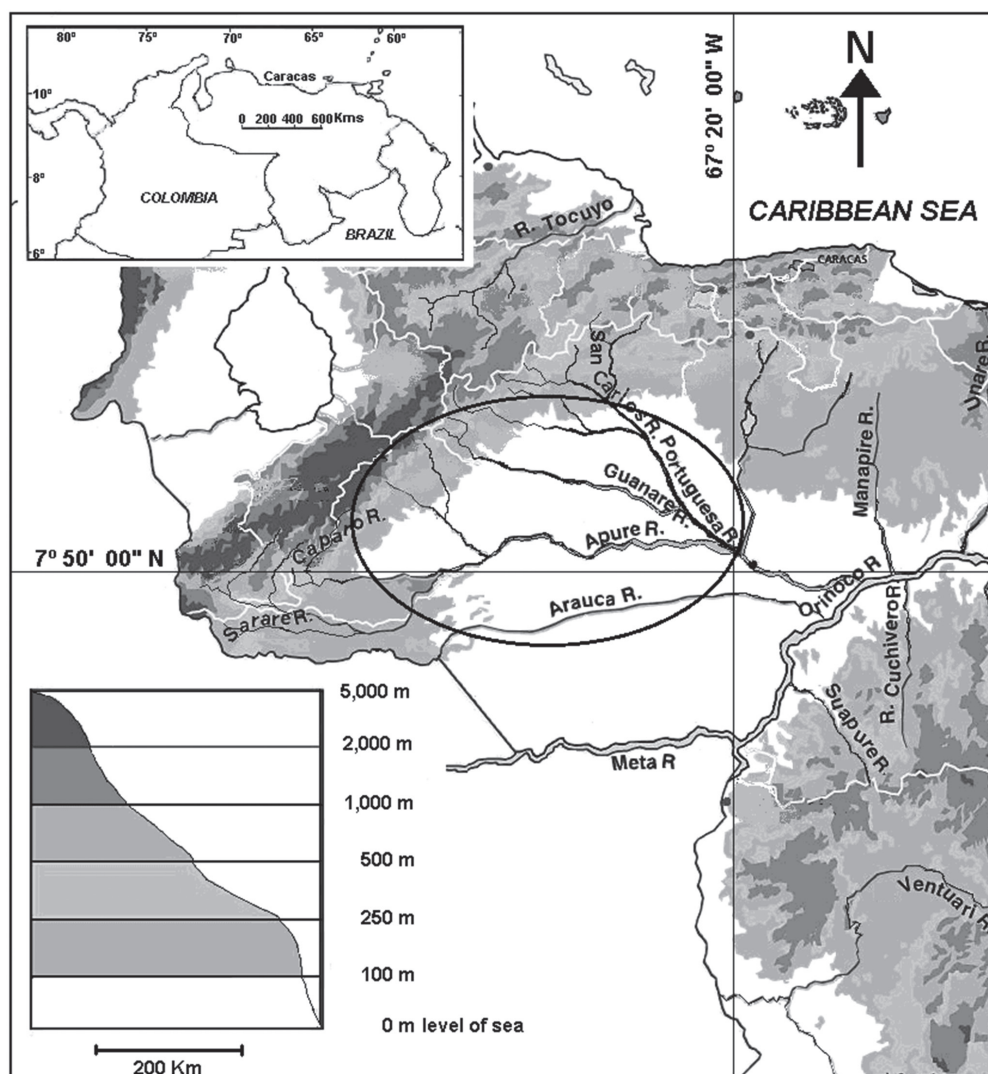 80° 75° 70° 65° 60°
Caracas
10°
0 200 400 600 Kms
8°
COLOMBIA
BRAZIL
6°
67° 20' 00" W
N
CARIBBEAN SEA
R. Tocuyo
CARACAS
San Carlos R.
Unare R.
Portuguesa R.
Manapire R.
Guanare R.
Caparo R.
Apure R.
7° 50' 00" N
Orinoco R
Arauca R.
Sarare R.
R. Cuchivero
Suapure R.
Meta R
Ventuari R
5,000 m
2,000 m
1,000 m
500 m
250 m
100 m
0 m level of sea
200 Km